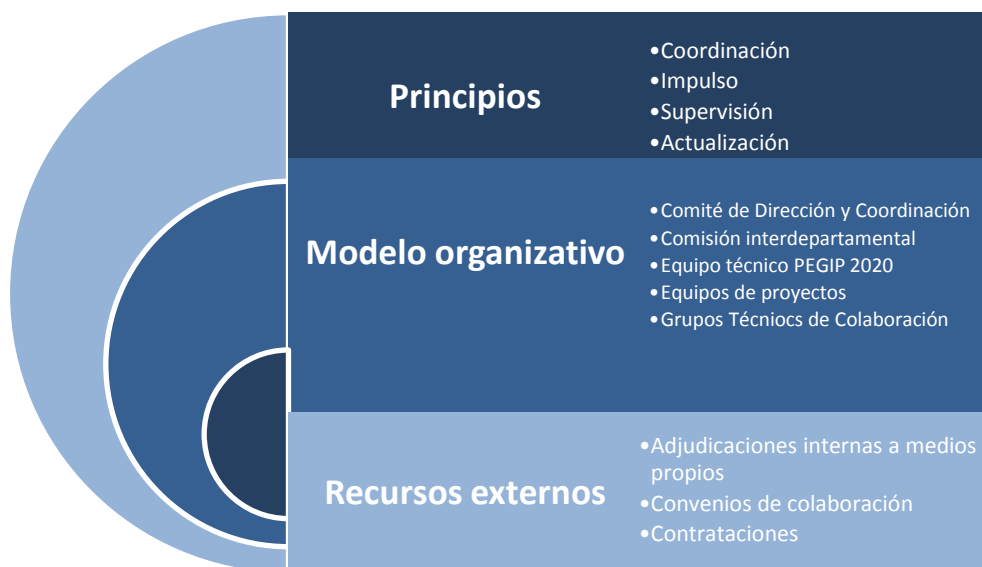 Principios
•Coordinación
•Impulso
•Supervisión
•Actualización
Modelo organizativo
•Comité de Dirección y Coordinación
•Comisión interdepartamental
•Equipo técnico PEGIP 2020
•Equipos de proyectos
•Grupos Técniocs de Colaboración
Recursos externos
•Adjudicaciones internas a medios
propios
•Convenios de colaboración
•Contrataciones